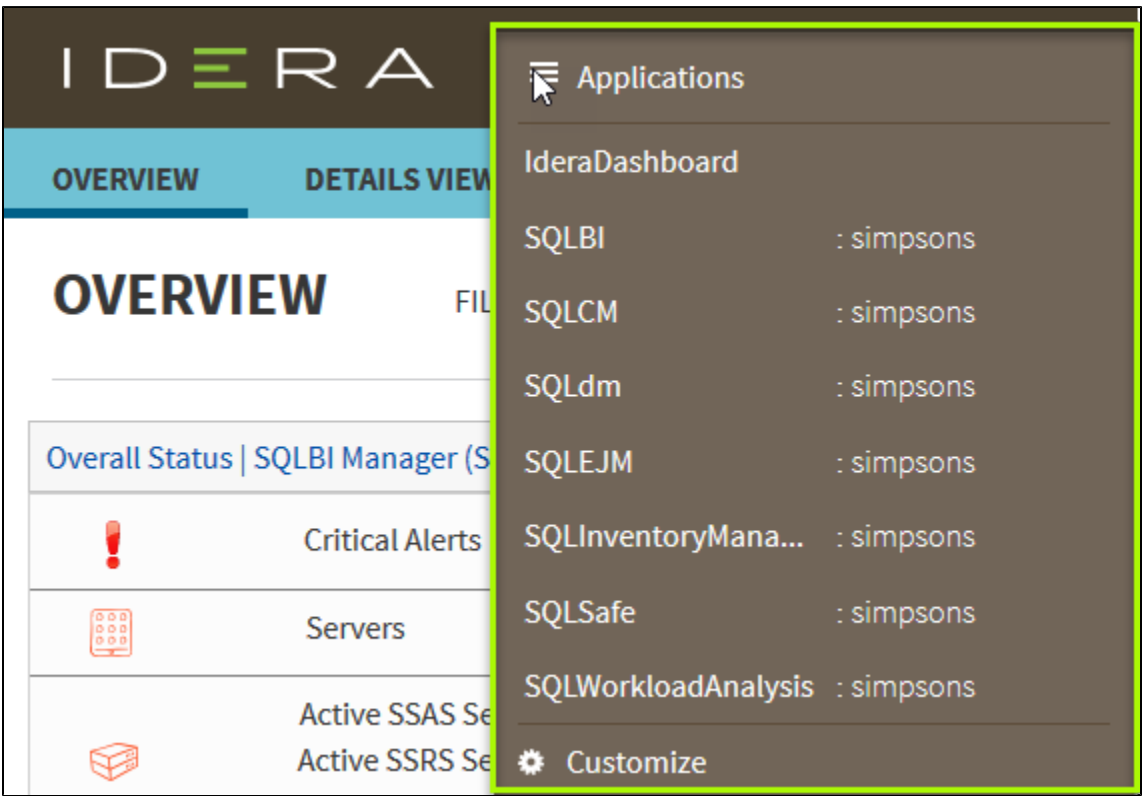 IDERA
Applications
OVERVIEW DETAILS VIEW
IderaDashboard
SQLBI : simpsons
OVERVIEW FIL
SQLCM : simpsons
SQLdm : simpsons
Overall Status | SQLBI Manager (S
SQLEJM : simpsons
Critical Alerts
SQLInventoryMana... : simpsons
Servers
SQLSafe : simpsons
SQLWorkloadAnalysis : simpsons
Active SSAS Se
Active SSRS Se
Customize